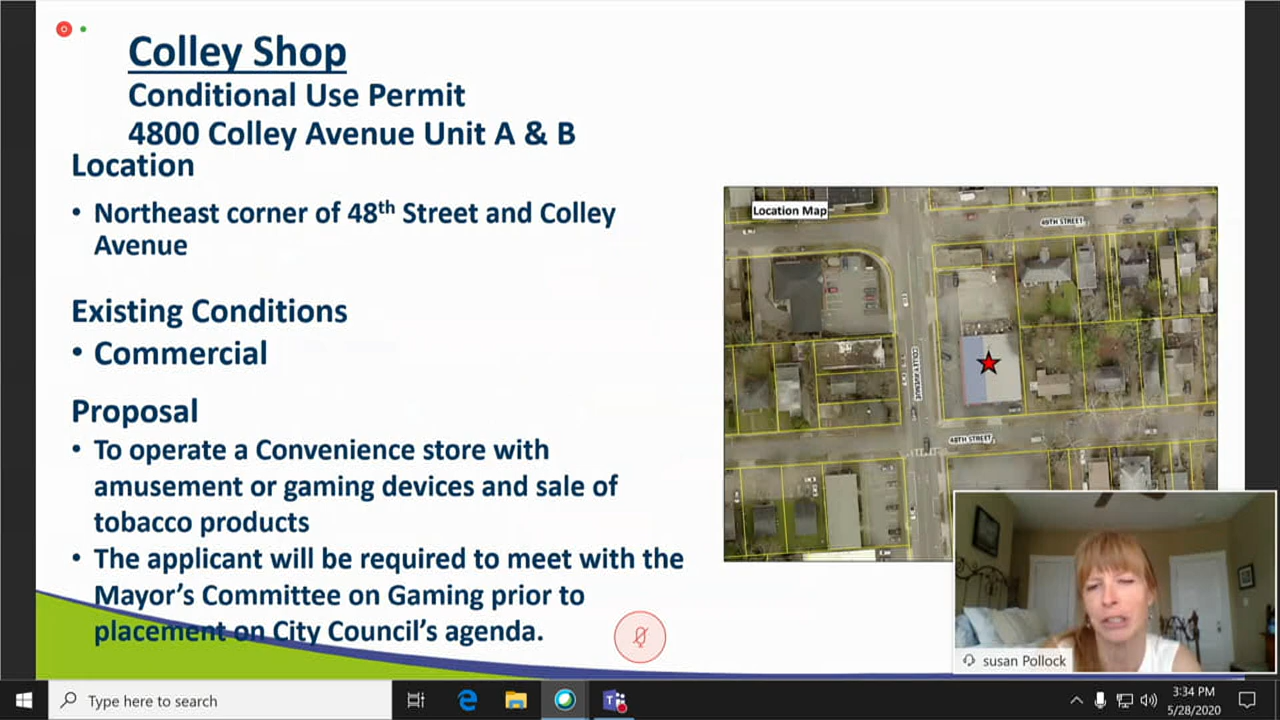 Colley Shop
Conditional Use Permit
4800 Colley Avenue Unit A & B
Location
• Northeast corner of 48th Street and Colley
Avenue
Existing Conditions
• Commercial
Proposal
• To operate a Convenience store with
amusement or gaming devices and sale of
tobacco products
• The applicant will be required to meet with the
Mayor's Committee on Gaming prior to
placement on City Council's agenda.
Location Map
49TH STREET
COLLEY AVENUE
48TH STREET
susan Pollock
Type here to search
3:34 PM
5/28/2020